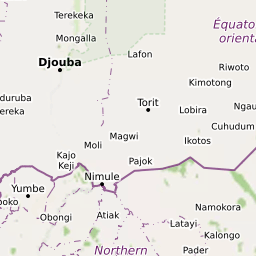 Terekeka
Mongalla
Équato
orient
Lafon
Djouba
Riwoto
Kimotong
duruba
ereka
Torit
Lobira
Ngau
Magwi
Cuhudum
Moli
Ikotos
Kajo
Keji
Pajok
Nimule
Yumbe
oko
-Obongi
Atiak
Namokora
Latayi
Kalongo
Northern
Pader